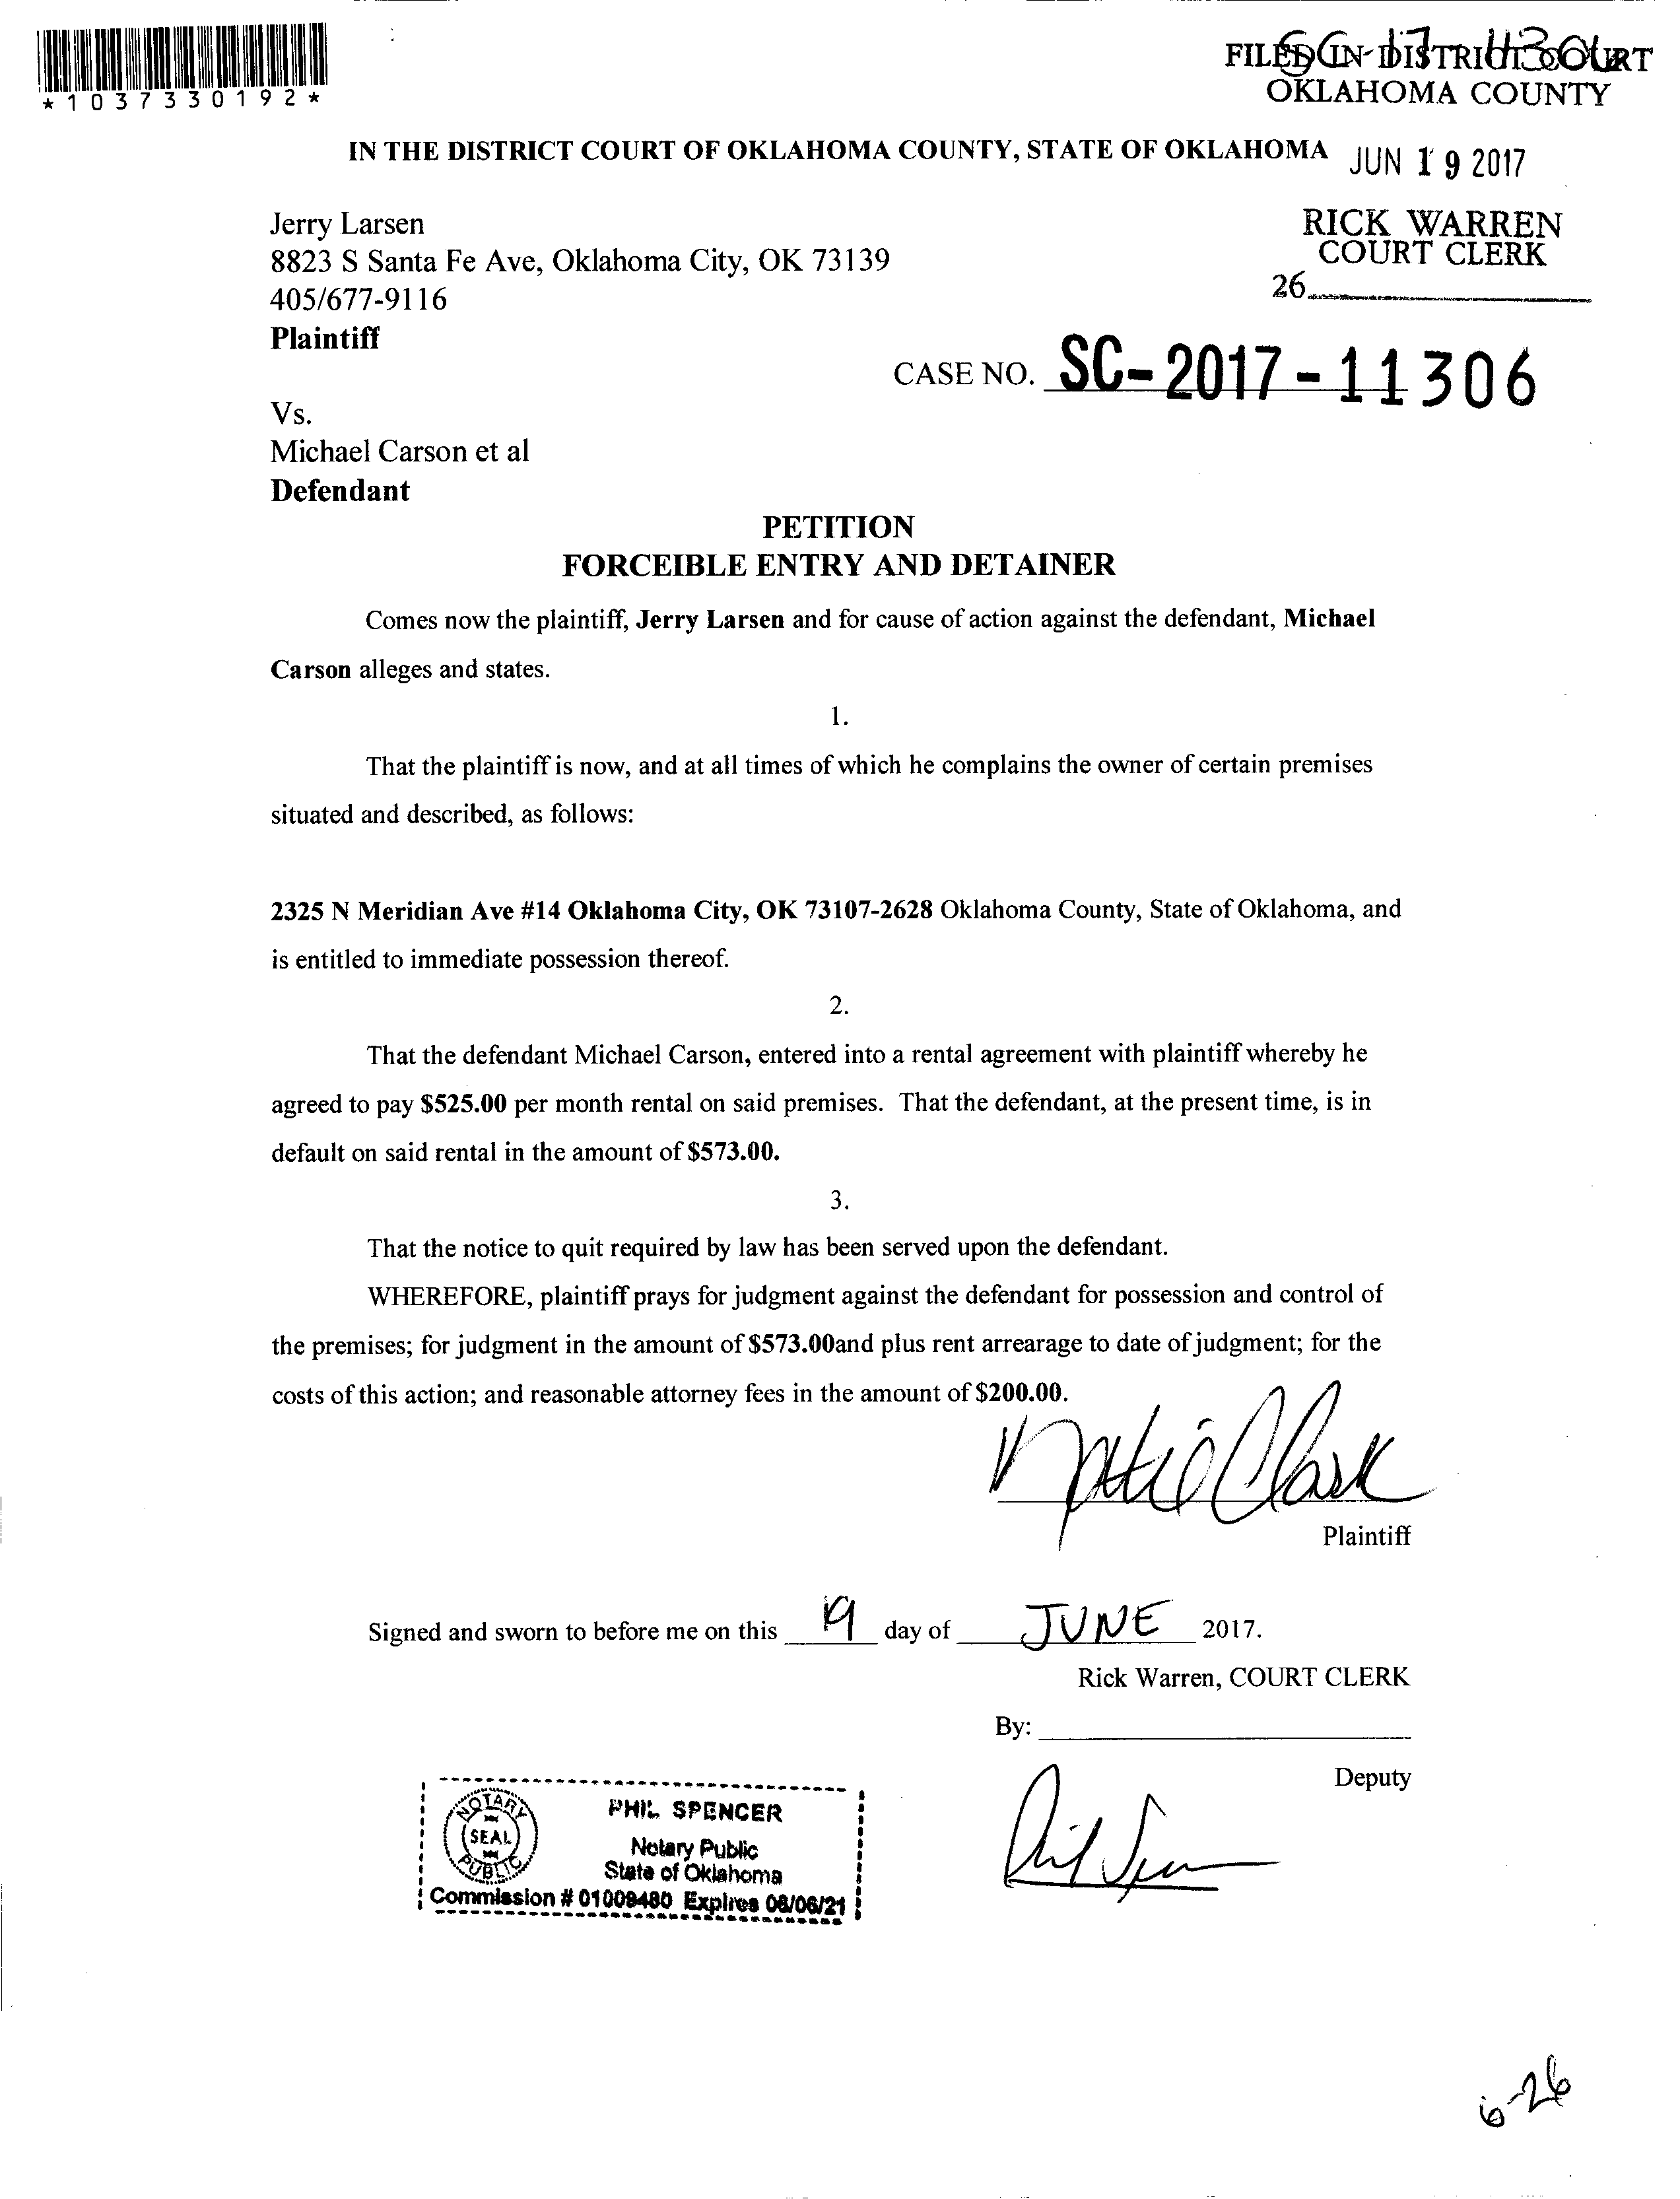 *1037330192*
SC-17-11306
FILED IN DISTRICT COURT
OKLAHOMA COUNTY
IN THE DISTRICT COURT OF OKLAHOMA COUNTY, STATE OF OKLAHOMA
JUN 19 2017
Jerry Larsen
8823 S Santa Fe Ave, Oklahoma City, OK 73139
405/677-9116
Plaintiff
RICK WARREN
COURT CLERK
26
CASE NO. SC-2017-11306
Vs.
Michael Carson et al
Defendant
PETITION
FORCEIBLE ENTRY AND DETAINER
Comes now the plaintiff, Jerry Larsen and for cause of action against the defendant, Michael
Carson alleges and states.
1.
That the plaintiff is now, and at all times of which he complains the owner of certain premises
situated and described, as follows:
2325 N Meridian Ave #14 Oklahoma City, OK 73107-2628 Oklahoma County, State of Oklahoma, and
is entitled to immediate possession thereof.
2.
That the defendant Michael Carson, entered into a rental agreement with plaintiff whereby he
agreed to pay $525.00 per month rental on said premises. That the defendant, at the present time, is in
default on said rental in the amount of $573.00.
3.
That the notice to quit required by law has been served upon the defendant.
WHEREFORE, plaintiff prays for judgment against the defendant for possession and control of
the premises; for judgment in the amount of $573.00and plus rent arrearage to date of judgment; for the
costs of this action; and reasonable attorney fees in the amount of $200.00.
Clark
Plaintiff
Signed and sworn to before me on this 19 day of JUNE 2017.
Rick Warren, COURT CLERK
By:
Deputy
NOTARY
SEAL
PUBLIC
PHIL SPENCER
Notary Public
State of Oklahoma
Commission # 01009480 Expires 06/06/21
6-26